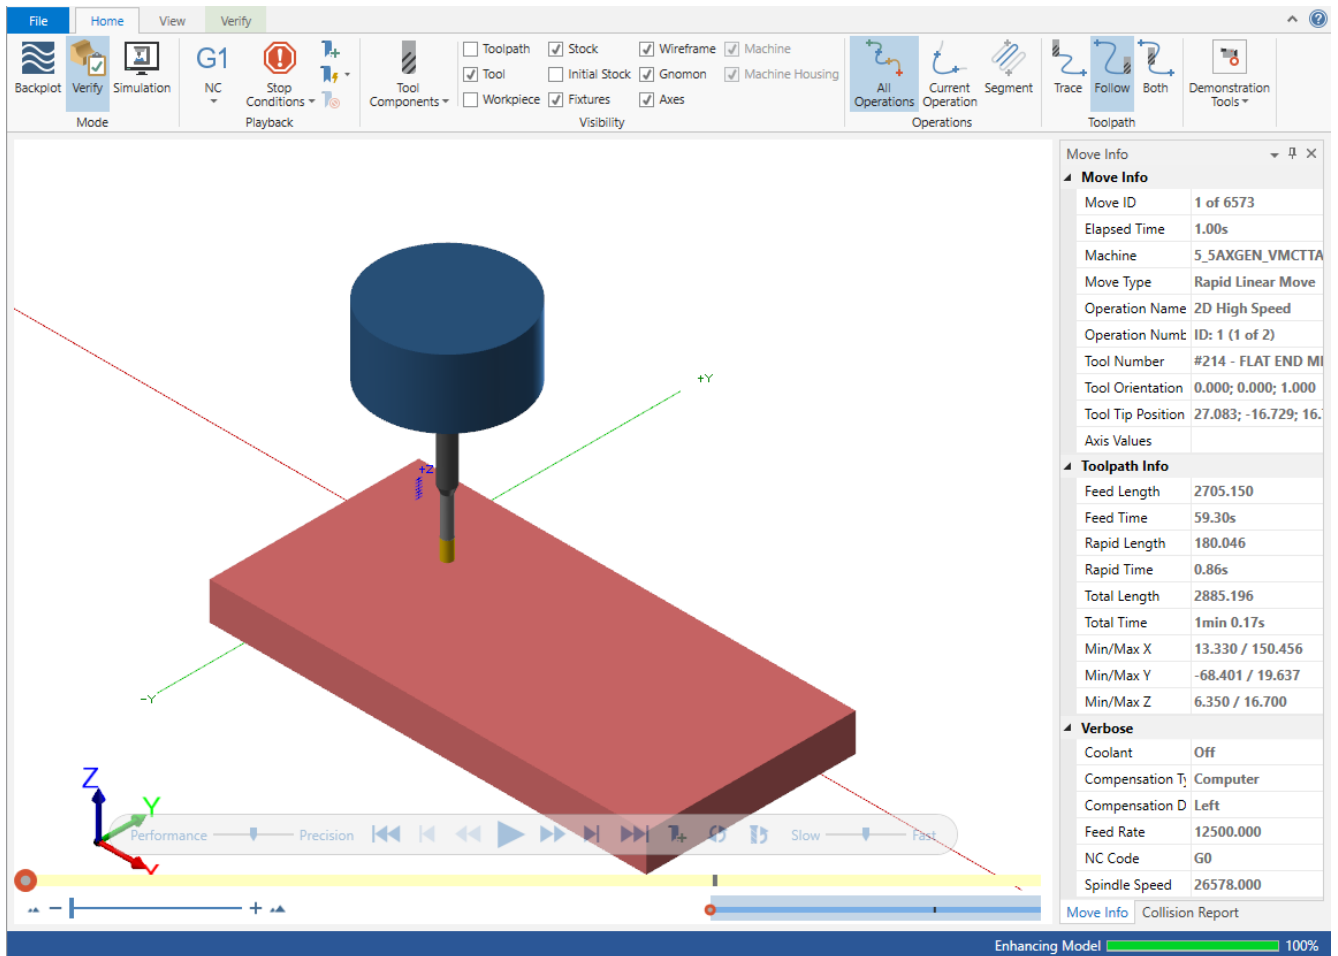 File Home View Verify
Backplot Verify Simulation
Mode
G1
NC
Stop Conditions
Playback
Tool Components
Toolpath Stock Wireframe Machine
Tool Initial Stock Gnomon Machine Housing
Workpiece Fixtures Axes
Visibility
All Operations Current Operation Segment
Operations
Trace Follow Both
Toolpath
Demonstration Tools
+Y
+Z
-Y
Z
Y
Performance Precision Slow Fast
Move Info
Move Info
Move ID 1 of 6573
Elapsed Time 1.00s
Machine 5_5AXGEN_VMCTTA
Move Type Rapid Linear Move
Operation Name 2D High Speed
Operation Numb ID: 1 (1 of 2)
Tool Number #214 - FLAT END MI
Tool Orientation 0.000; 0.000; 1.000
Tool Tip Position 27.083; -16.729; 16.
Axis Values
Toolpath Info
Feed Length 2705.150
Feed Time 59.30s
Rapid Length 180.046
Rapid Time 0.86s
Total Length 2885.196
Total Time 1min 0.17s
Min/Max X 13.330 / 150.456
Min/Max Y -68.401 / 19.637
Min/Max Z 6.350 / 16.700
Verbose
Coolant Off
Compensation Ty Computer
Compensation D Left
Feed Rate 12500.000
NC Code G0
Spindle Speed 26578.000
Move Info Collision Report
Enhancing Model 100%